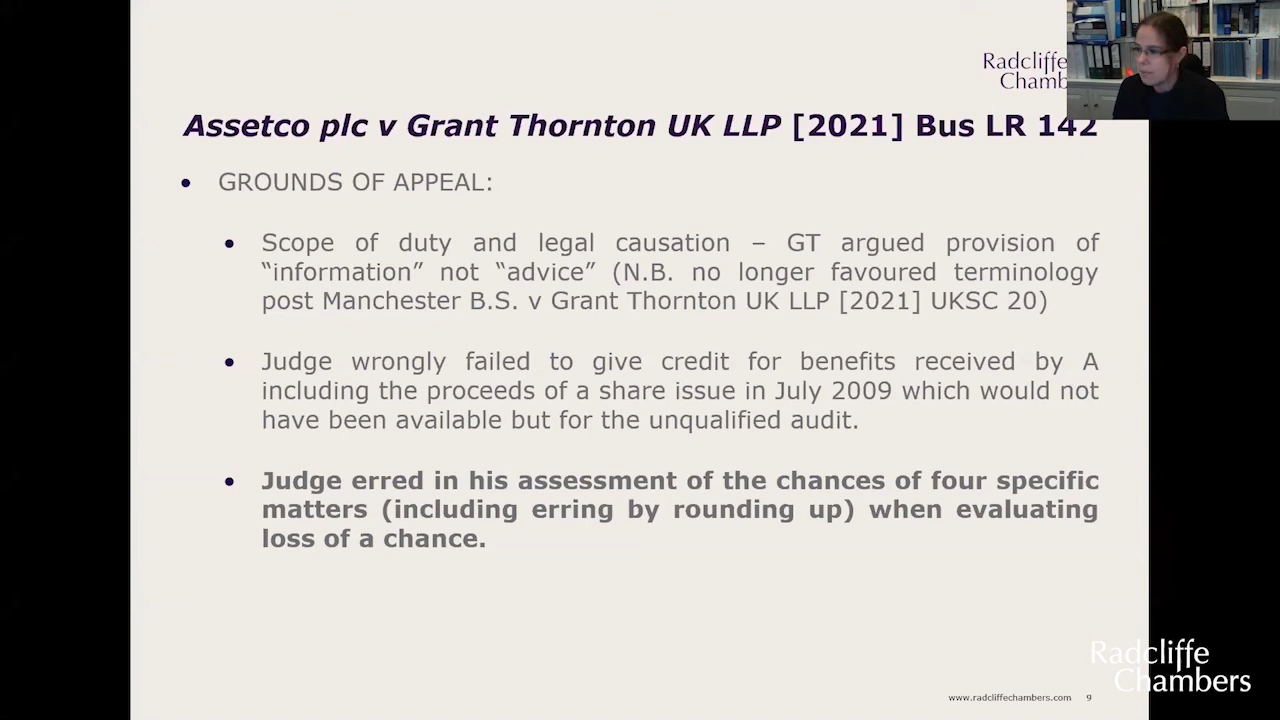 Radcliffe
Chamb
Assetco plc v Grant Thornton UK LLP [2021] Bus LR 142
• GROUNDS OF APPEAL:
• Scope of duty and legal causation – GT argued provision of
“information” not “advice” (N.B. no longer favoured terminology
post Manchester B.S. v Grant Thornton UK LLP [2021] UKSC 20)
• Judge wrongly failed to give credit for benefits received by A
including the proceeds of a share issue in July 2009 which would not
have been available but for the unqualified audit.
• Judge erred in his assessment of the chances of four specific
matters (including erring by rounding up) when evaluating
loss of a chance.
Radcliffe
Chambers
www.radcliffechambers.com 9